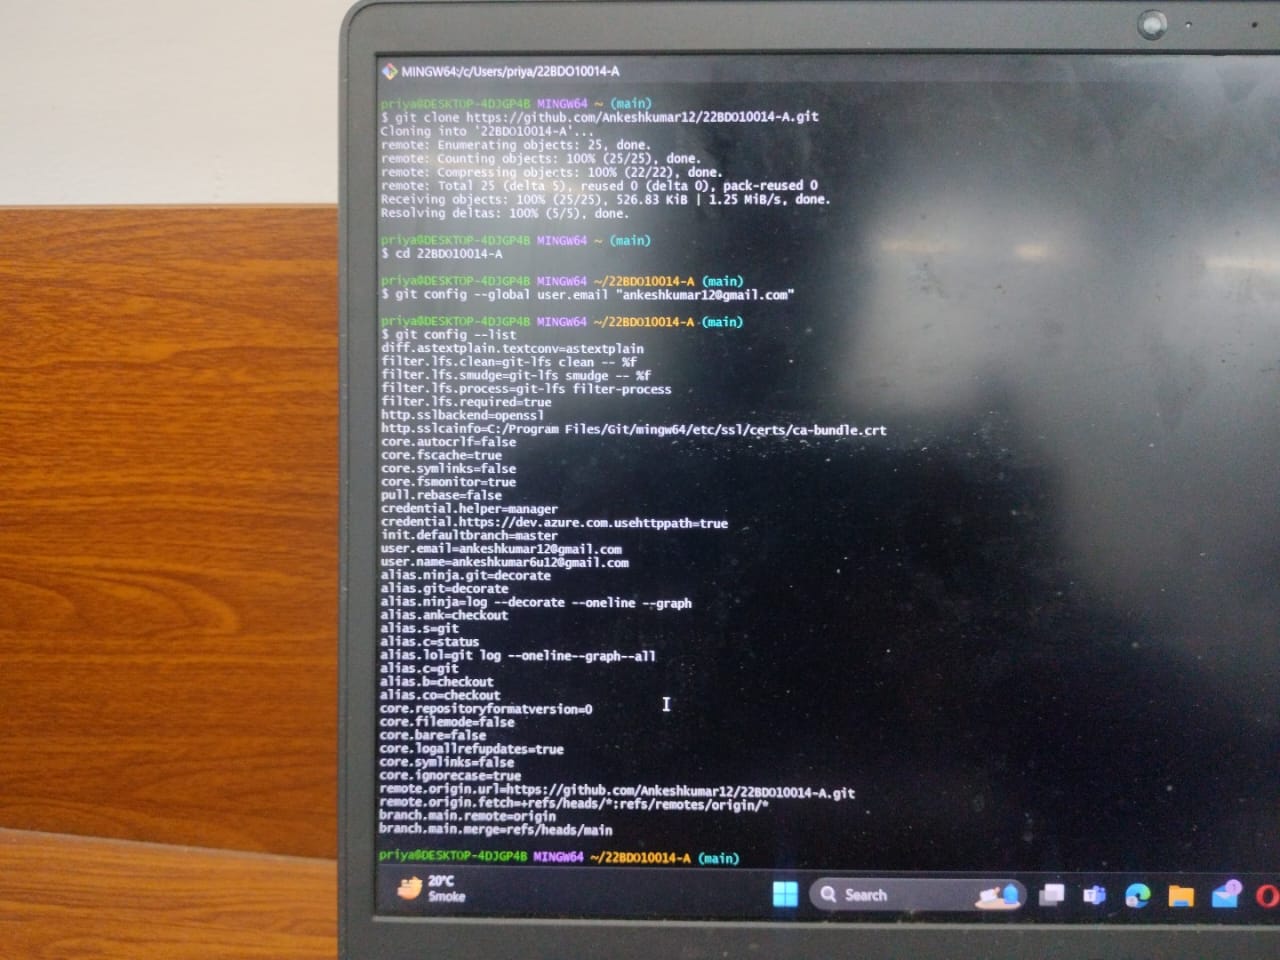 MINGW64:/c/Users/priya/22BDO10014-A
priya@DESKTOP-4DJGP4B MINGW64 ~ (main)
$ git clone https://github.com/Ankeshkumar12/22BDO10014-A.git
Cloning into '22BDO10014-A'...
remote: Enumerating objects: 25, done.
remote: Counting objects: 100% (25/25), done.
remote: Compressing objects: 100% (22/22), done.
remote: Total 25 (delta 5), reused 0 (delta 0), pack-reused 0
Receiving objects: 100% (25/25), 526.83 KiB | 1.25 MiB/s, done.
Resolving deltas: 100% (5/5), done.
priya@DESKTOP-4DJGP4B MINGW64 ~ (main)
$ cd 22BDO10014-A
priya@DESKTOP-4DJGP4B MINGW64 ~/22BDO10014-A (main)
$ git config --global user.email "ankeshkumar12@gmail.com"
priya@DESKTOP-4DJGP4B MINGW64 ~/22BDO10014-A (main)
$ git config --list
diff.astextplain.textconv=astextplain
filter.lfs.clean=git-lfs clean -- %f
filter.lfs.smudge=git-lfs smudge -- %f
filter.lfs.process=git-lfs filter-process
filter.lfs.required=true
http.sslbackend=openssl
http.sslcainfo=C:/Program Files/Git/mingw64/etc/ssl/certs/ca-bundle.crt
core.autocrlf=false
core.fscache=true
core.symlinks=false
core.fsmonitor=true
pull.rebase=false
credential.helper=manager
credential.https://dev.azure.com.usehttppath=true
init.defaultbranch=master
user.email=ankeshkumar12@gmail.com
user.name=ankeshkumar6u12@gmail.com
alias.ninja.git=decorate
alias.git=decorate
alias.ninja=log --decorate --oneline --graph
alias.ank=checkout
alias.s=git
alias.c=status
alias.lol=git log --oneline--graph--all
alias.c=git
alias.b=checkout
alias.co=checkout
core.repositoryformatversion=0
core.filemode=false
core.bare=false
core.logallrefupdates=true
core.symlinks=false
core.ignorecase=true
remote.origin.url=https://github.com/Ankeshkumar12/22BDO10014-A.git
remote.origin.fetch=+refs/heads/*:refs/remotes/origin/*
branch.main.remote=origin
branch.main.merge=refs/heads/main
priya@DESKTOP-4DJGP4B MINGW64 ~/22BDO10014-A (main)
20°C
Smoke
Search